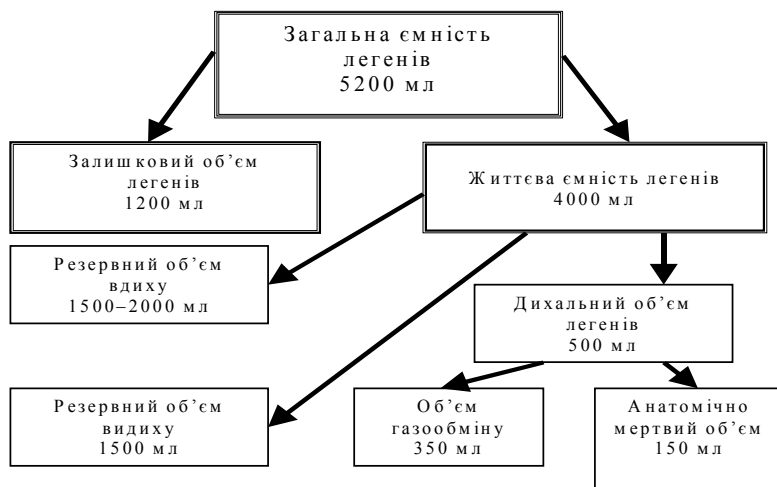 Загальна ємність
легенів
5200 мл
Залишковий об’єм
легенів
1200 мл
Життєва ємність легенів
4000 мл
Резервний об’єм
вдиху
1500–2000 мл
Дихальний об’єм
легенів
500 мл
Резервний об’єм
видиху
1500 мл
Об’єм
газообміну
350 мл
Анатомічно
мертвий об’єм
150 мл